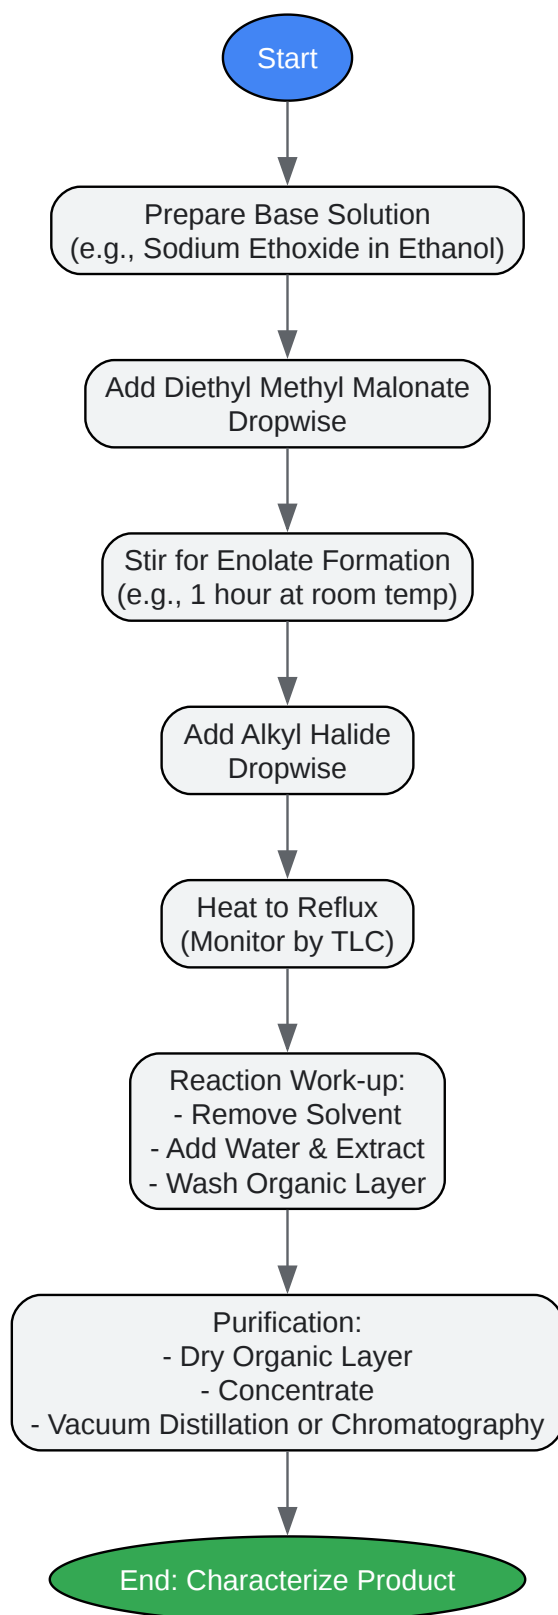 Start
Prepare Base Solution
(e.g., Sodium Ethoxide in Ethanol)
Add Diethyl Methyl Malonate
Dropwise
Stir for Enolate Formation
(e.g., 1 hour at room temp)
Add Alkyl Halide
Dropwise
Heat to Reflux
(Monitor by TLC)
Reaction Work-up:
- Remove Solvent
- Add Water & Extract
- Wash Organic Layer
Purification:
- Dry Organic Layer
- Concentrate
- Vacuum Distillation or Chromatography
End: Characterize Product